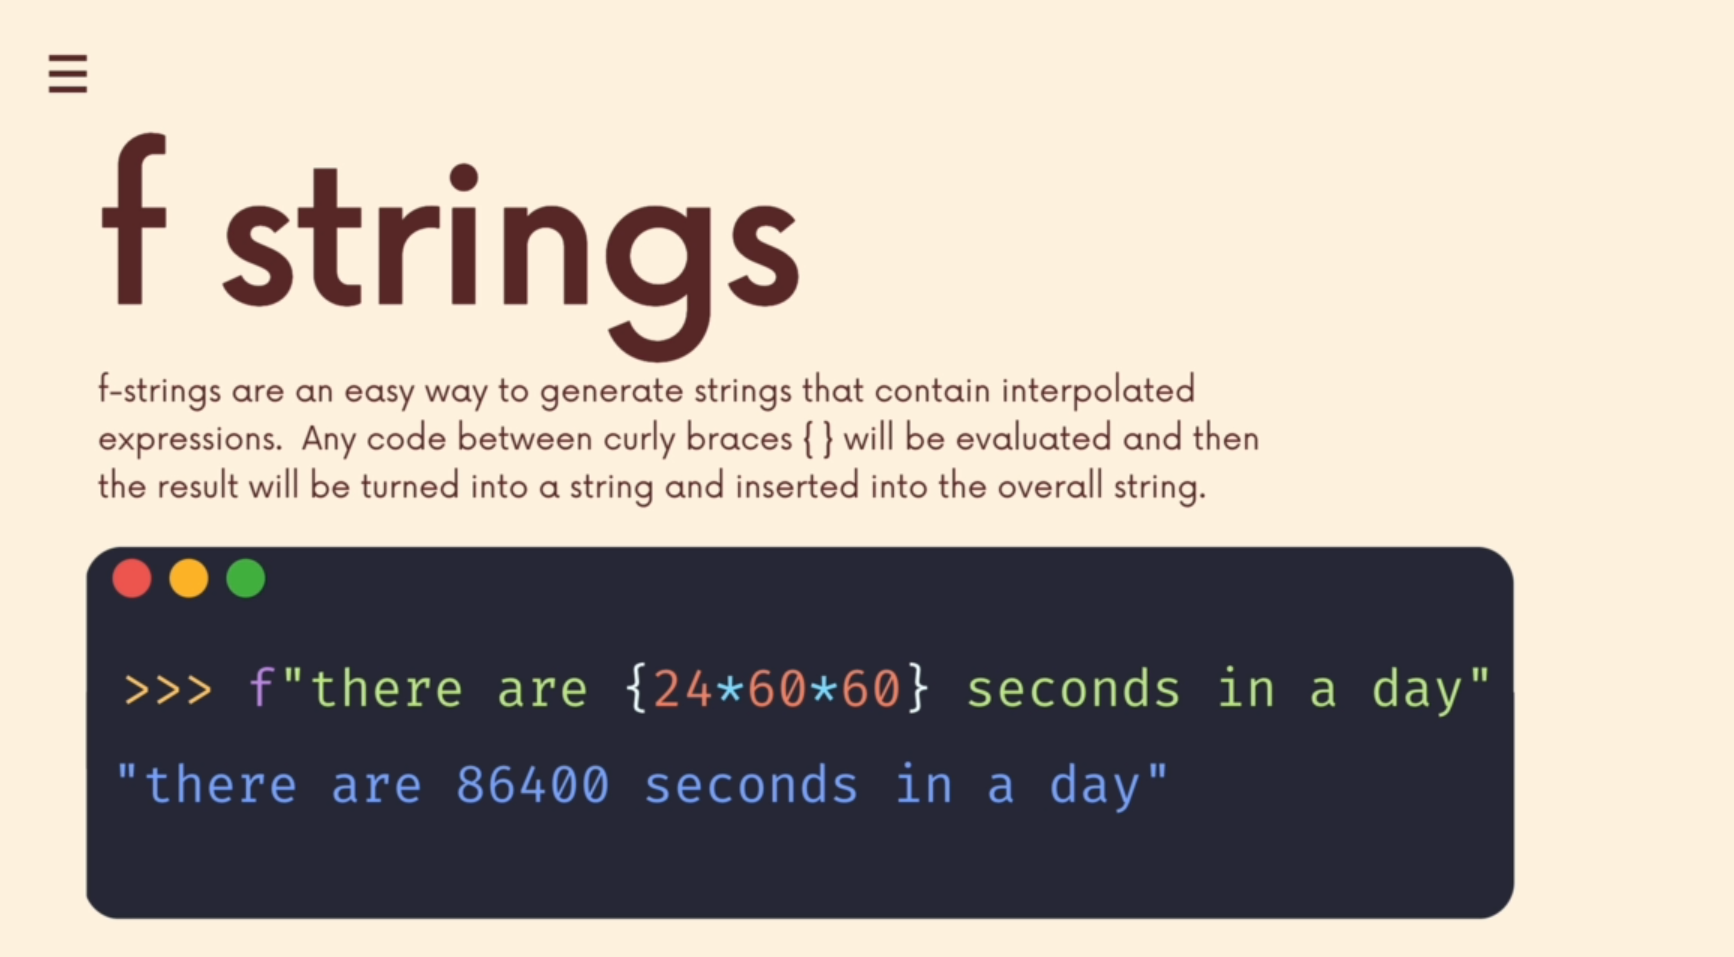 f strings
f-strings are an easy way to generate strings that contain interpolated
expressions.  Any code between curly braces { } will be evaluated and then
the result will be turned into a string and inserted into the overall string.
>>> f"there are {24*60*60} seconds in a day"
"there are 86400 seconds in a day"